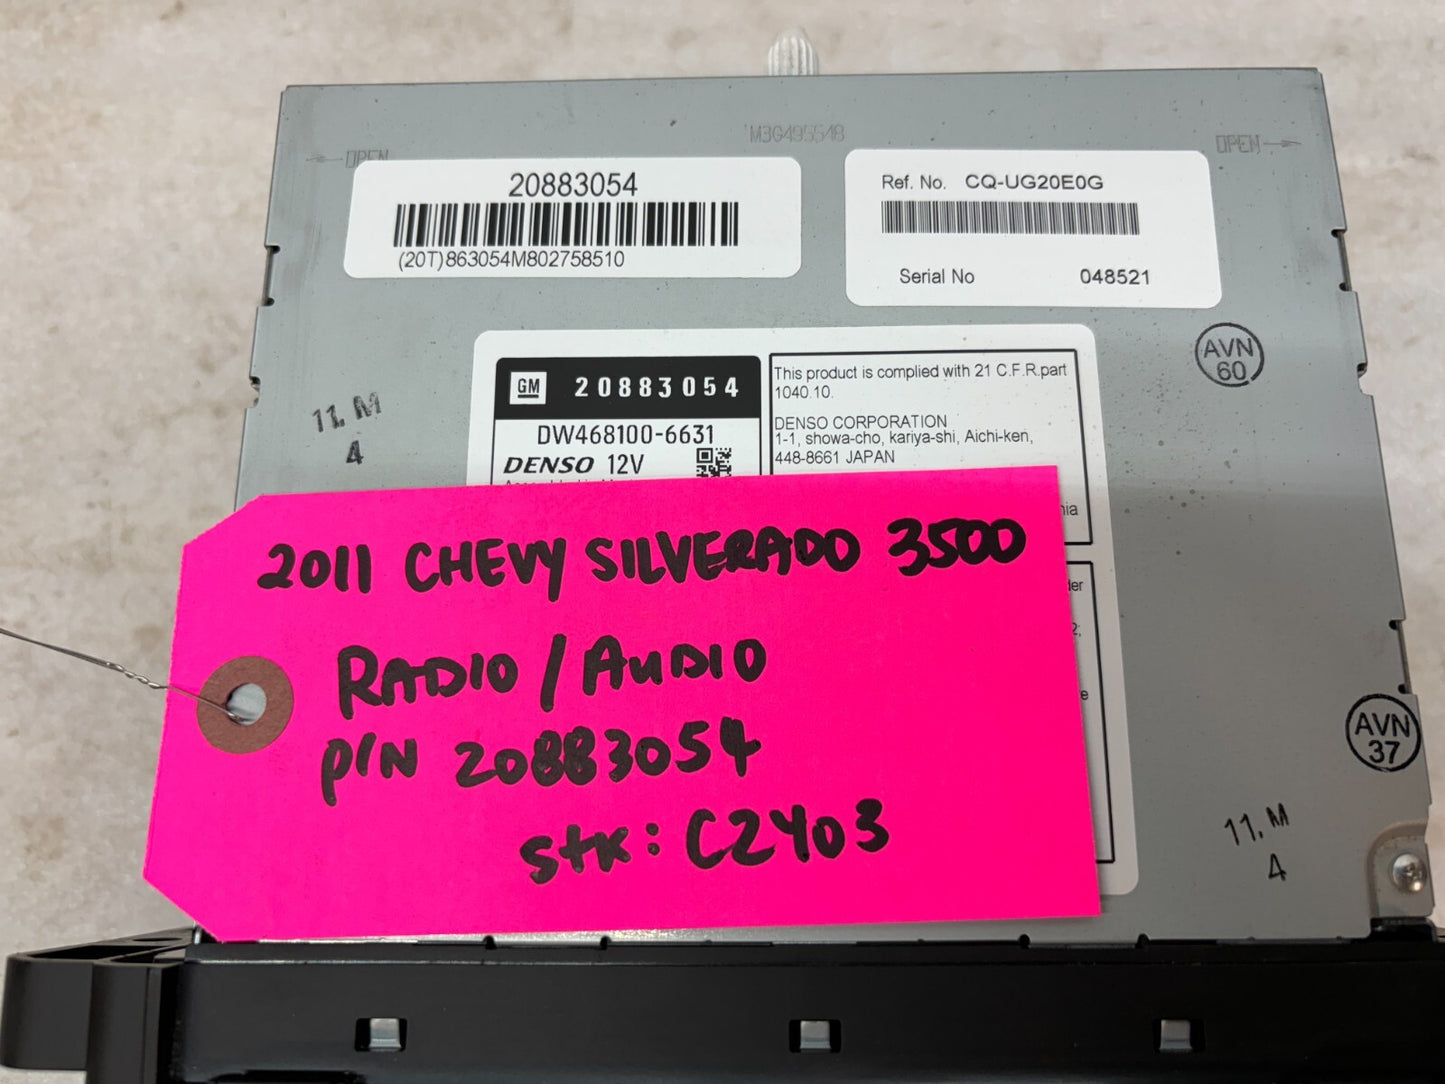 M3G495548
OPEN
OPEN
20883054
(20T)863054M802758510
Ref. No. CQ-UG20E0G
Serial No 048521
AVN
60
GM 20883054
DW468100-6631
DENSO 12V
This product is complied with 21 C.F.R.part
1040.10.
DENSO CORPORATION
1-1, showa-cho, kariya-shi, Aichi-ken,
448-8661 JAPAN
11. M
4
2011 CHEVY SILVERADO 3500
RADIO / AUDIO
P/N 20883054
STK: C2Y03
AVN
37
11. M
4